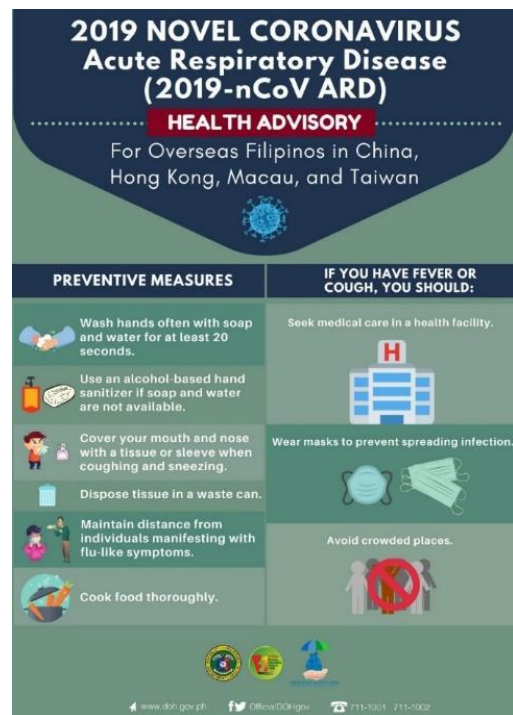 2019 NOVEL CORONAVIRUS
Acute Respiratory Disease
(2019-nCoV ARD)
HEALTH ADVISORY
For Overseas Filipinos in China,
Hong Kong, Macau, and Taiwan
PREVENTIVE MEASURES
Wash hands often with soap
and water for at least 20
seconds.
Use an alcohol-based hand
sanitizer if soap and water
are not available.
Cover your mouth and nose
with a tissue or sleeve when
coughing and sneezing.
Dispose tissue in a waste can.
Maintain distance from
individuals manifesting with
flu-like symptoms.
Cook food thoroughly.
IF YOU HAVE FEVER OR
COUGH, YOU SHOULD:
Seek medical care in a health facility.
H
Wear masks to prevent spreading infection.
Avoid crowded places.
www.doh.gov.ph OfficialDOHgov 711-1001 711-1002